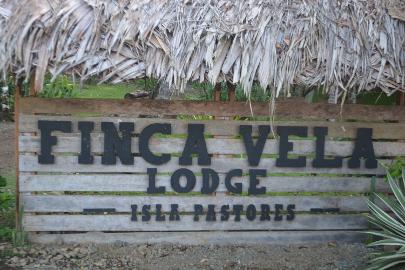 FINCA VELA
LODGE
ISLA PASTORES